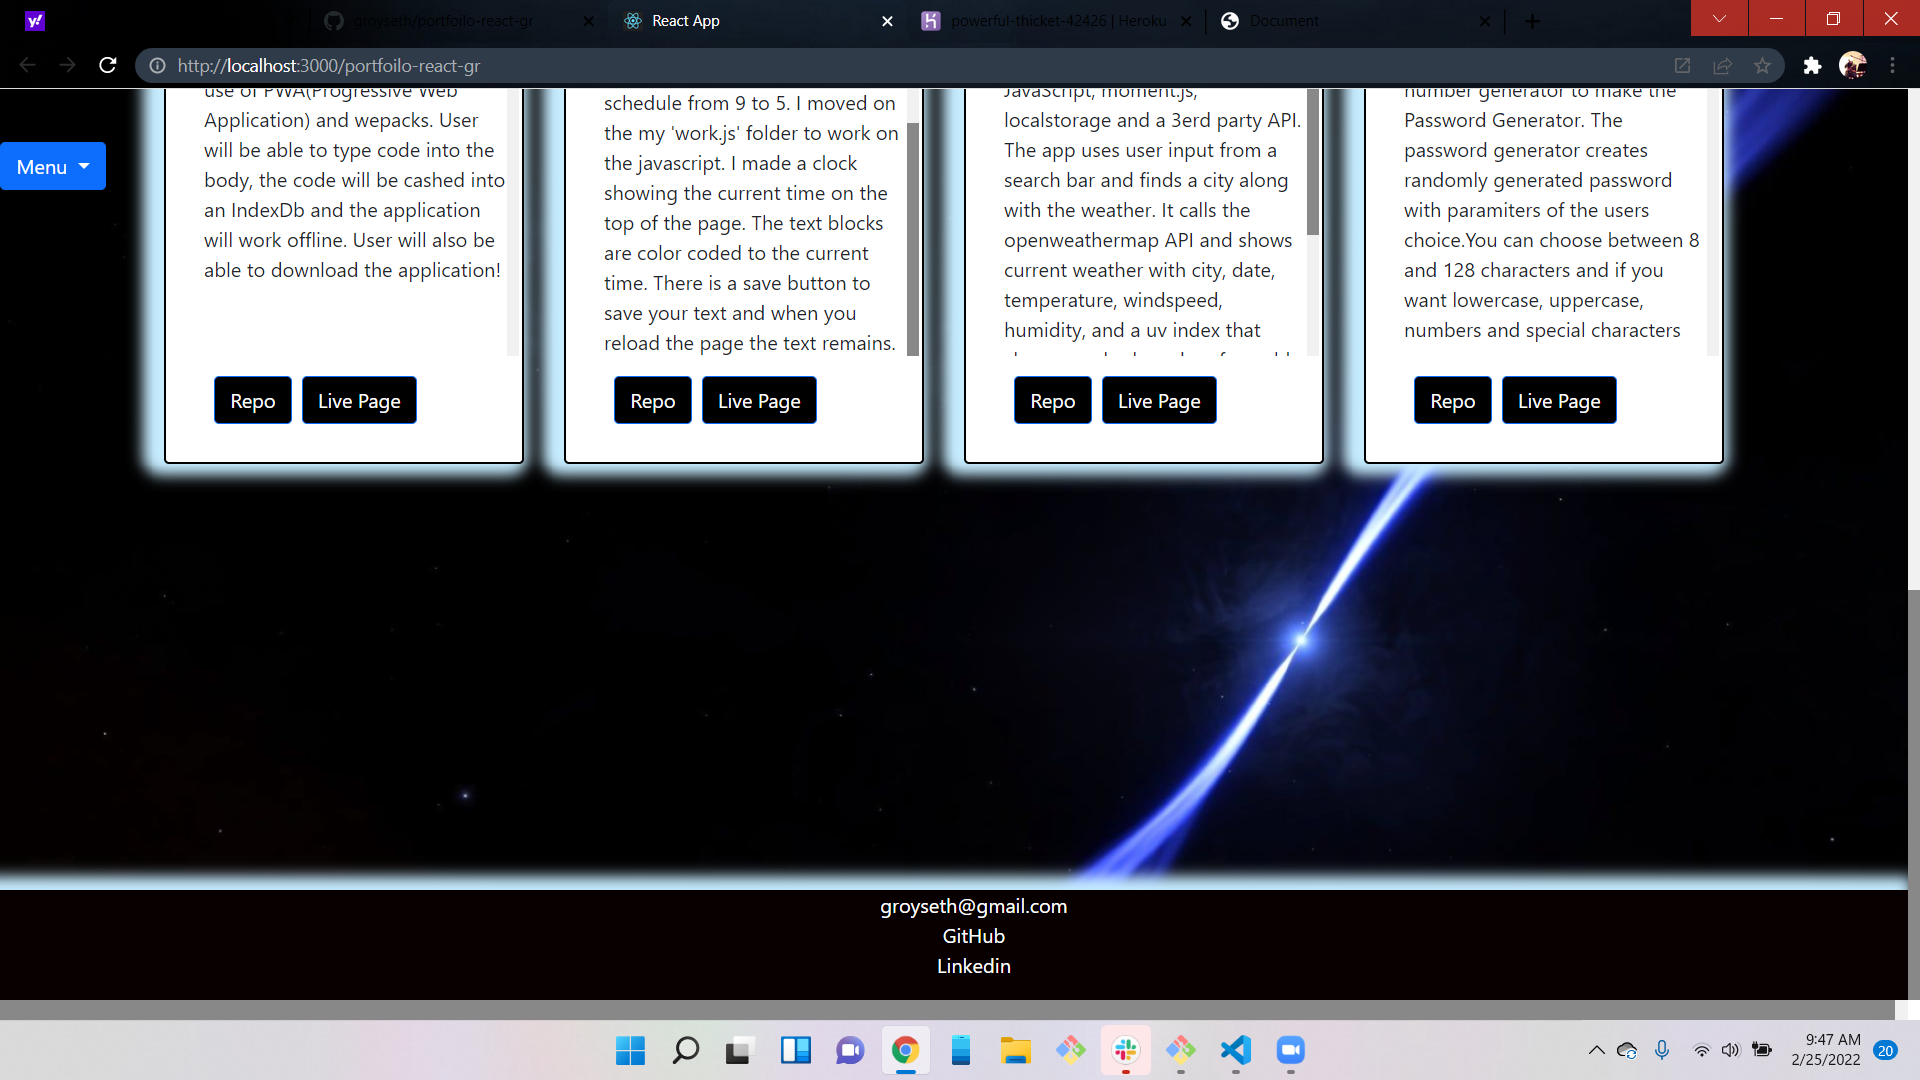 groyseth/portfoilo-react-gr
React App
powerful-thicket-42426 | Heroku
Document
http://localhost:3000/portfoilo-react-gr
Menu
use of PWA(Progressive Web
Application) and wepacks. User
will be able to type code into the
body, the code will be cashed into
an IndexDb and the application
will work offline. User will also be
able to download the application!
Repo
Live Page
schedule from 9 to 5. I moved on
the my 'work.js' folder to work on
the javascript. I made a clock
showing the current time on the
top of the page. The text blocks
are color coded to the current
time. There is a save button to
save your text and when you
reload the page the text remains.
Repo
Live Page
JavaScript, moment.js,
localstorage and a 3erd party API.
The app uses user input from a
search bar and finds a city along
with the weather. It calls the
openweathermap API and shows
current weather with city, date,
temperature, windspeed,
humidity, and a uv index that
Repo
Live Page
number generator to make the
Password Generator. The
password generator creates
randomly generated password
with paramiters of the users
choice.You can choose between 8
and 128 characters and if you
want lowercase, uppercase,
numbers and special characters
Repo
Live Page
groyseth@gmail.com
GitHub
Linkedin
9:47 AM
2/25/2022
20